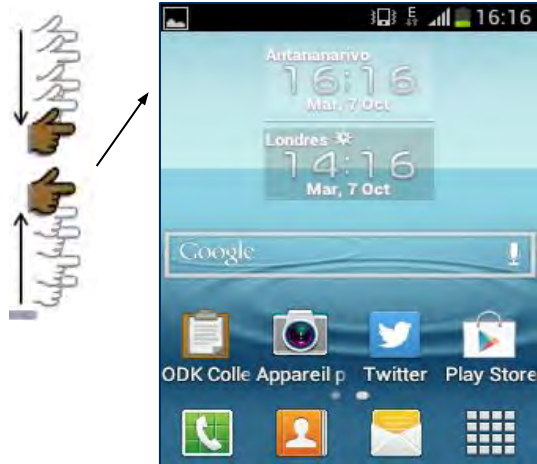 E 16:16
Antananarivo
16:16
Mar, 7 Oct
Londres
14:16
Mar, 7 Oct
Google
ODK Colle Appareil p Twitter Play Store